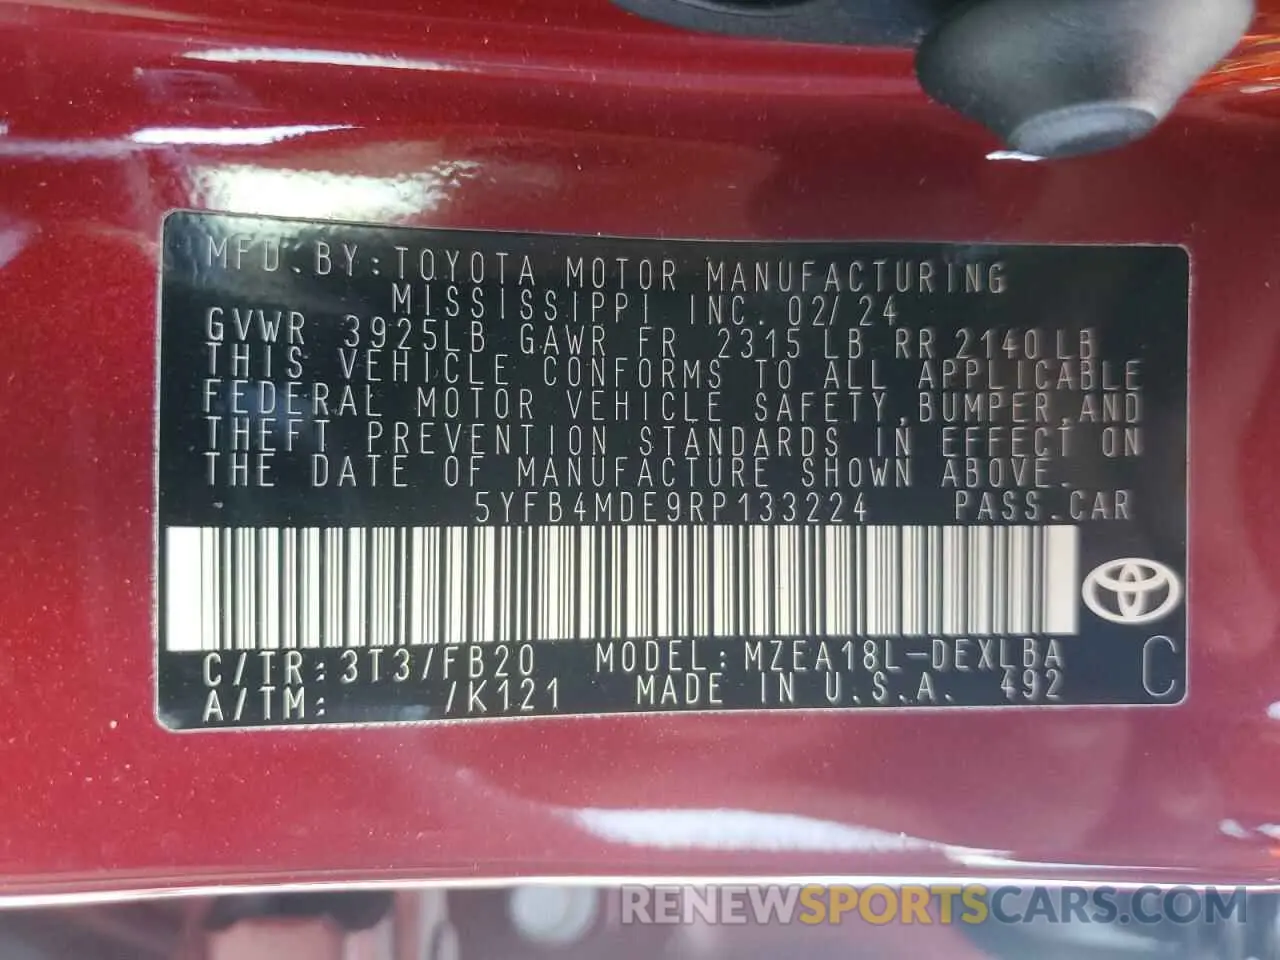 MFD.BY:TOYOTA MOTOR MANUFACTURING
MISSISSIPPI INC. 02/24
GVWR 3925LB GAWR FR 2315 LB RR 2140 LB
THIS VEHICLE CONFORMS TO ALL APPLICABLE
FEDERAL MOTOR VEHICLE SAFETY,BUMPER,AND
THEFT PREVENTION STANDARDS IN EFFECT ON
THE DATE OF MANUFACTURE SHOWN ABOVE.
5YFB4MDE9RP133224 PASS.CAR
C/TR:3T3/FB20 MODEL:MZEA18L-DEXLBA
A/TM: /K121 MADE IN U.S.A. 492 C
RENEWSPORTSCARS.COM